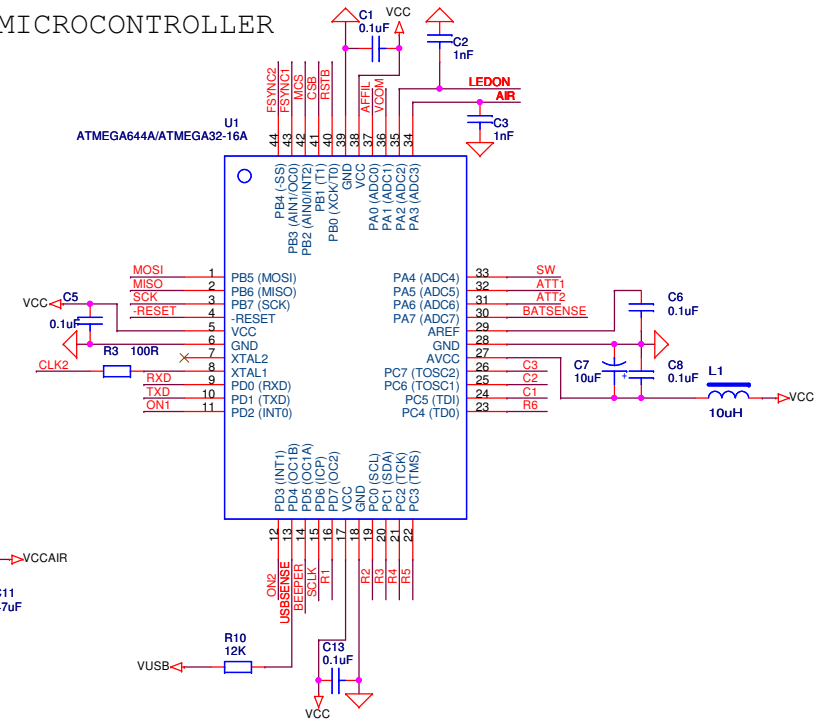 MICROCONTROLLER
C1
0.1uF
VCC
C2
1nF
LEDON
AIR
C3
1nF
FSYNC2
FSYNC1
MCS
CSB
RSTB
AFFIL
VCOM
U1
ATMEGA644A/ATMEGA32-16A
44
43
42
41
40
39
38
37
36
35
34
PB4 (-SS)
PB3 (AIN1/OC0)
PB2 (AIN0/INT2)
PB1 (T1)
PB0 (XCK/T0)
GND
VCC
PA0 (ADC0)
PA1 (ADC1)
PA2 (ADC2)
PA3 (ADC3)
MOSI 1 PB5 (MOSI)
MISO 2 PB6 (MISO)
SCK 3 PB7 (SCK)
-RESET 4 -RESET
5 VCC
6 GND
7 XTAL2
8 XTAL1
RXD 9 PD0 (RXD)
TXD 10 PD1 (TXD)
ON1 11 PD2 (INT0)
VCC
C5
0.1uF
R3 100R
CLK2
PA4 (ADC4) 33 SW
PA5 (ADC5) 32 ATT1
PA6 (ADC6) 31 ATT2
PA7 (ADC7) 30 BATSENSE
AREF 29
GND 28
AVCC 27
PC7 (TOSC2) 26 C3
PC6 (TOSC1) 25 C2
PC5 (TDI) 24 C1
PC4 (TD0) 23 R6
C6
0.1uF
C7
10uF
+
C8
0.1uF
L1
10uH
VCC
PD3 (INT1)
PD4 (OC1B)
PD5 (OC1A)
PD6 (ICP)
PD7 (OC2)
VCC
GND
PC0 (SCL)
PC1 (SDA)
PC2 (TCK)
PC3 (TMS)
12
13
14
15
16
17
18
19
20
21
22
ON2
USBSENSE
BEEPER
SCLK
R1
R2
R3
R4
R5
VCCAIR
C11
7uF
R10
12K
VUSB
C13
0.1uF
VCC